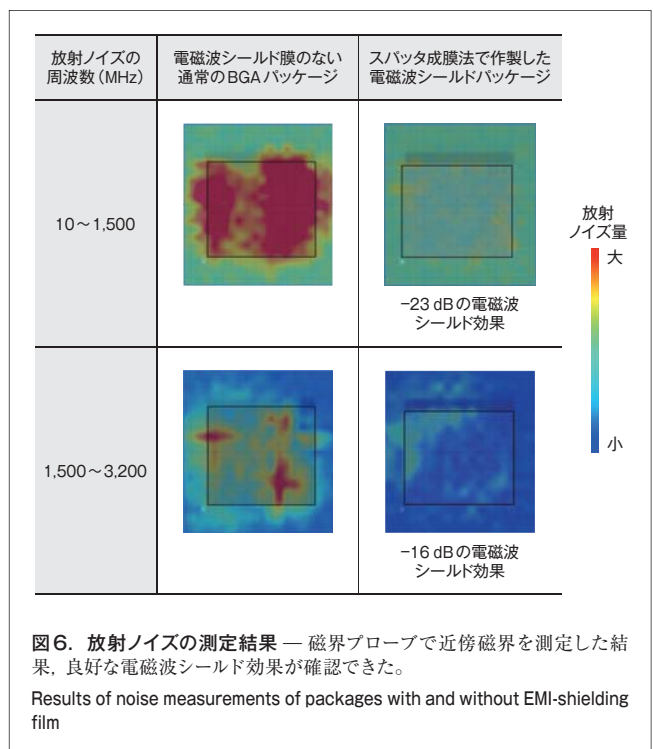 放射ノイズの
周波数（MHz）
電磁波シールド膜のない
通常のBGAパッケージ
スパッタ成膜法で作製した
電磁波シールドパッケージ
10～1,500
−23 dBの電磁波
シールド効果
1,500～3,200
−16 dBの電磁波
シールド効果
放射
ノイズ量
大
小
図6．放射ノイズの測定結果 — 磁界プローブで近傍磁界を測定した結
果，良好な電磁波シールド効果が確認できた。
Results of noise measurements of packages with and without EMI-shielding
film